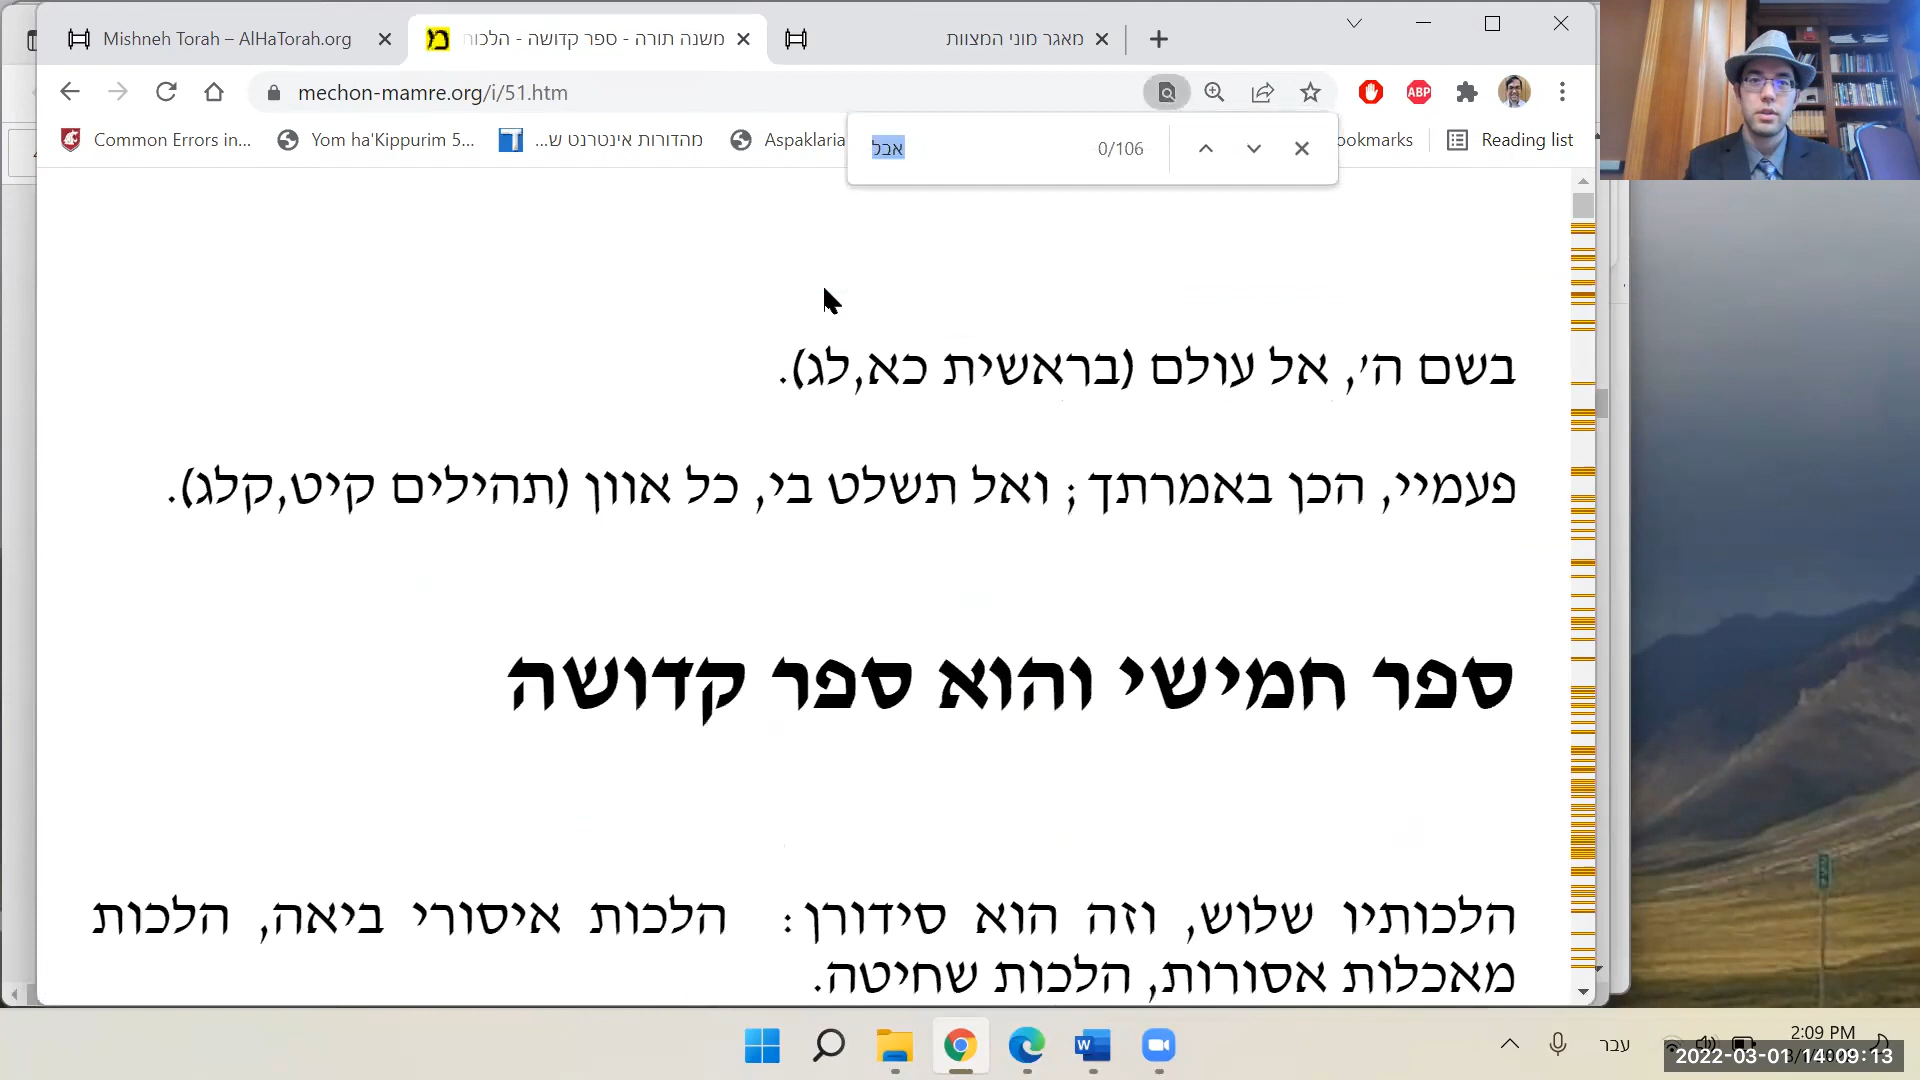 Mishneh Torah – AlHaTorah.org
משנה תורה - ספר קדושה - הלכות
מאגר מוני המצוות
mechon-mamre.org/i/51.htm
Common Errors in...
Yom ha'Kippurim 5...
מהדורות אינטרנט ש...
Aspaklaria
אבל
0/106
ookmarks
Reading list
בשם ה', אל עולם (בראשית כא,לג).
פעמיי, הכן באמרתך; ואל תשלט בי, כל אוון (תהילים קיט,קלג).
ספר חמישי והוא ספר קדושה
הלכותיו שלוש, וזה הוא סידורן: הלכות איסורי ביאה, הלכות
מאכלות אסורות, הלכות שחיטה.
עבר
2:09 PM
2022-03-01 14:09:13